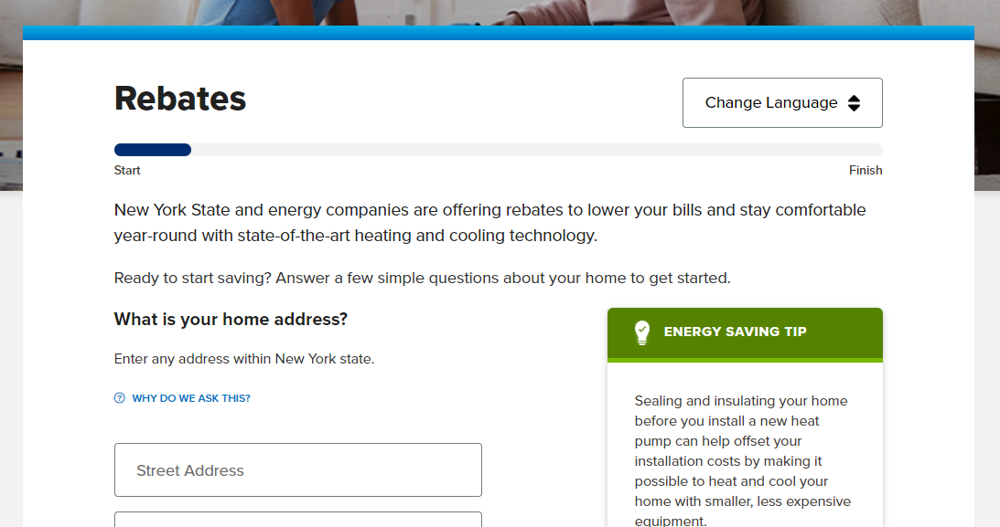 Rebates
Change Language
Start
Finish
New York State and energy companies are offering rebates to lower your bills and stay comfortable
year-round with state-of-the-art heating and cooling technology.
Ready to start saving? Answer a few simple questions about your home to get started.
What is your home address?
Enter any address within New York state.
? WHY DO WE ASK THIS?
Street Address
ENERGY SAVING TIP
Sealing and insulating your home
before you install a new heat
pump can help offset your
installation costs by making it
possible to heat and cool your
home with smaller, less expensive
equipment.